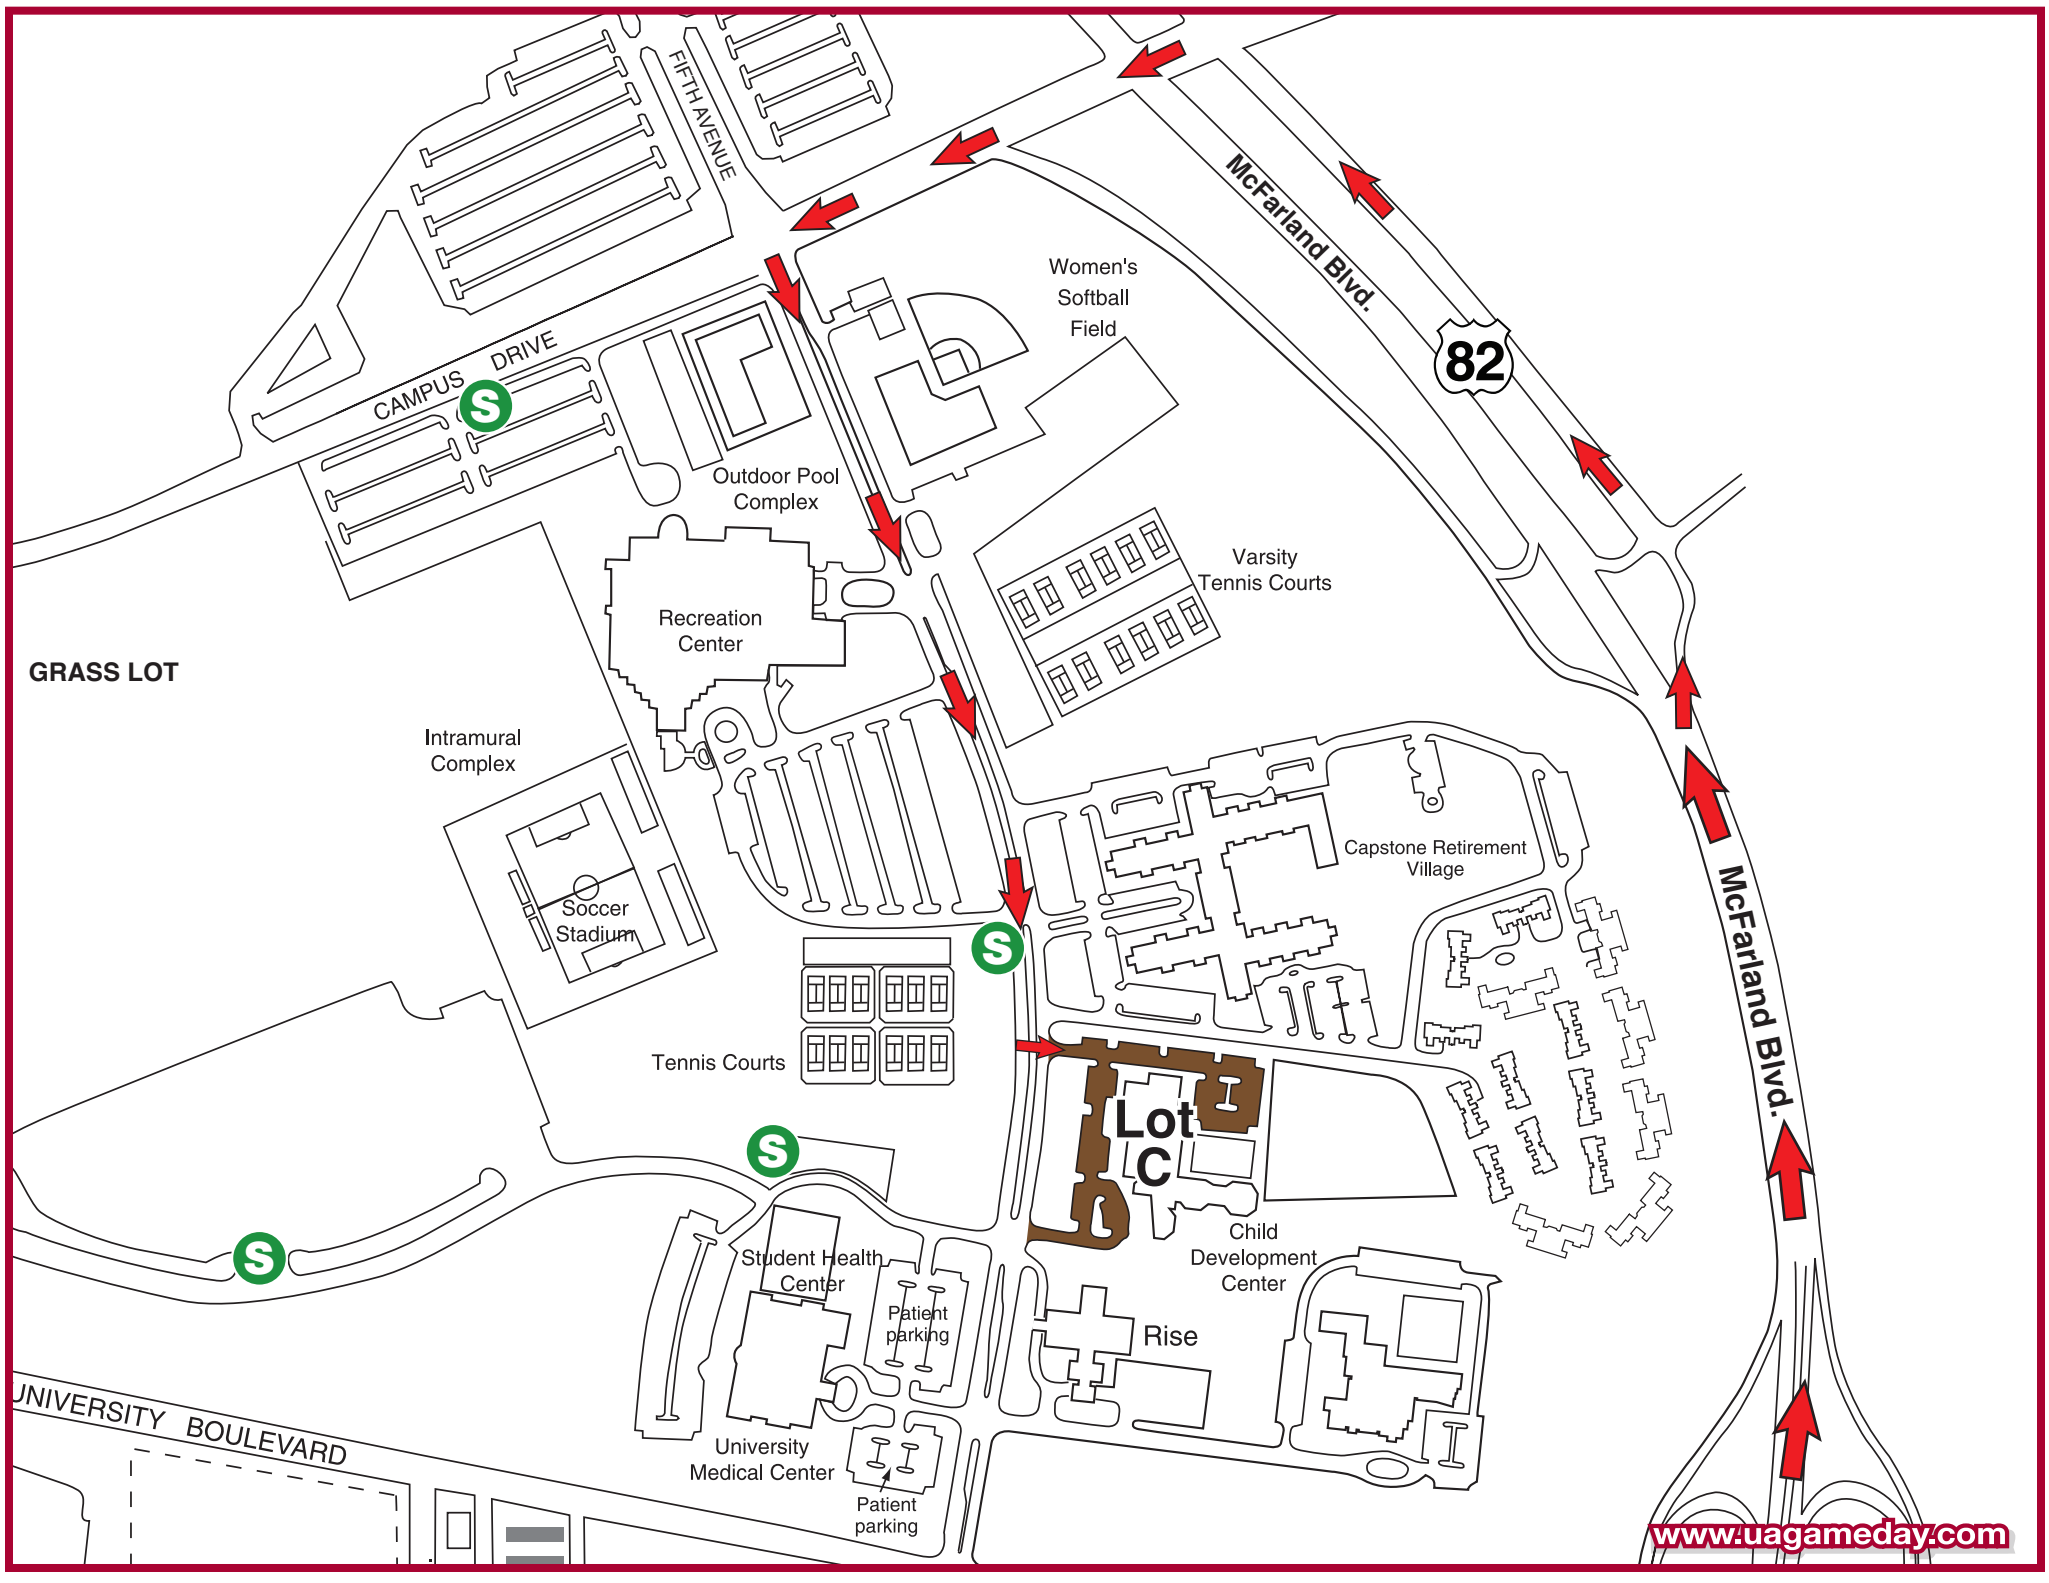 FIFTH AVENUE
McFarland Blvd.
Women's
Softball
Field
82
CAMPUS DRIVE
S
Outdoor Pool
Complex
Varsity
Tennis Courts
Recreation
Center
GRASS LOT
Intramural
Complex
Capstone Retirement
Village
Soccer
Stadium
S
McFarland Blvd.
Tennis Courts
Lot
C
S
S
Child
Development
Center
Student Health
Center
Patient
parking
Rise
UNIVERSITY BOULEVARD
University
Medical Center
Patient
parking
www.uagameday.com